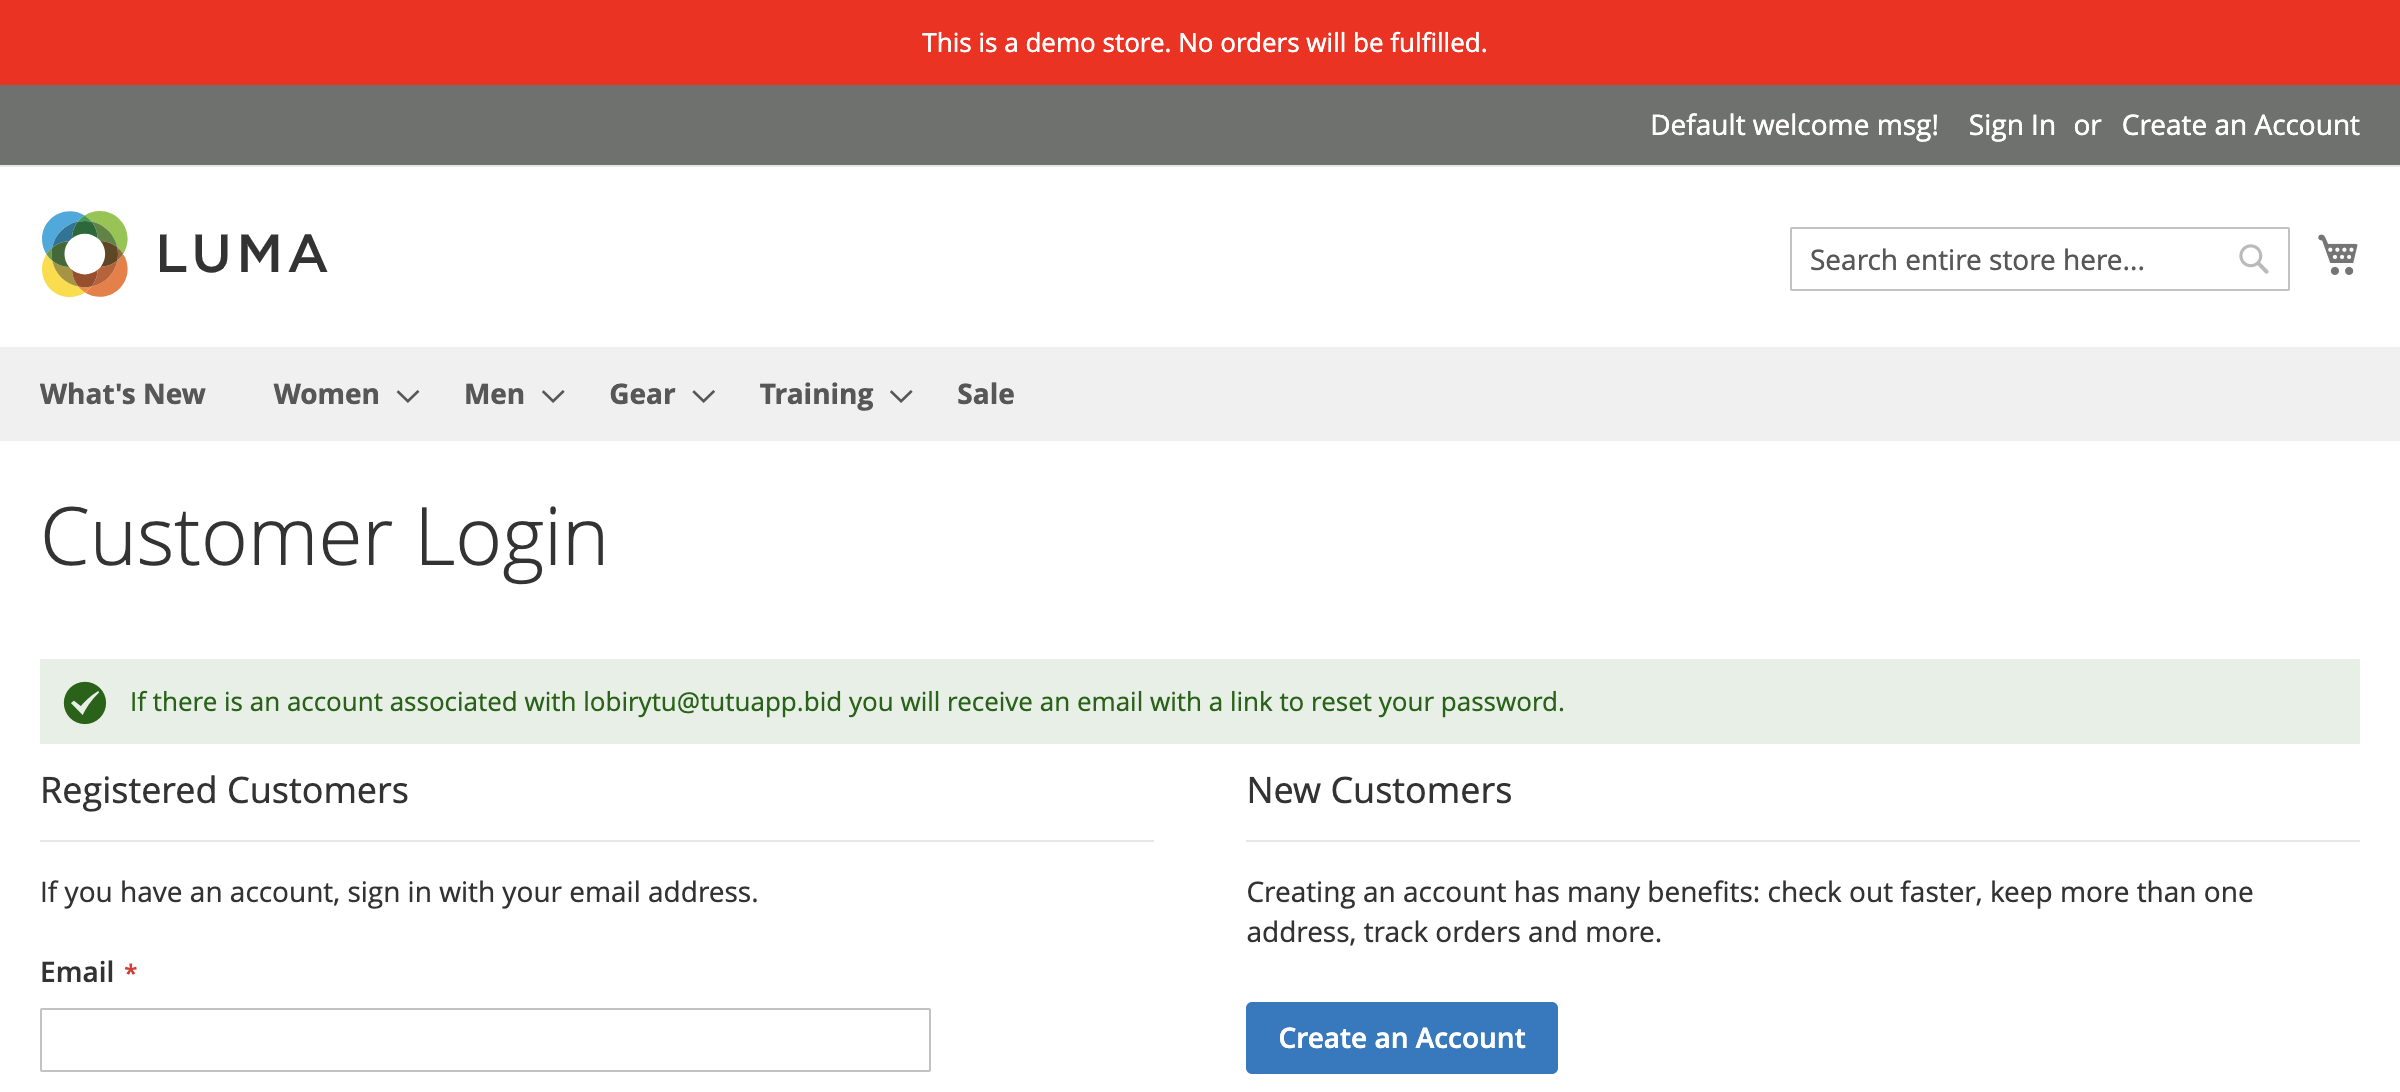 This is a demo store. No orders will be fulfilled.
Default welcome msg! Sign In or Create an Account
LUMA
Search entire store here...
What's New Women Men Gear Training Sale
Customer Login
If there is an account associated with lobirytu@tutuapp.bid you will receive an email with a link to reset your password.
Registered Customers
If you have an account, sign in with your email address.
Email *
New Customers
Creating an account has many benefits: check out faster, keep more than one
address, track orders and more.
Create an Account